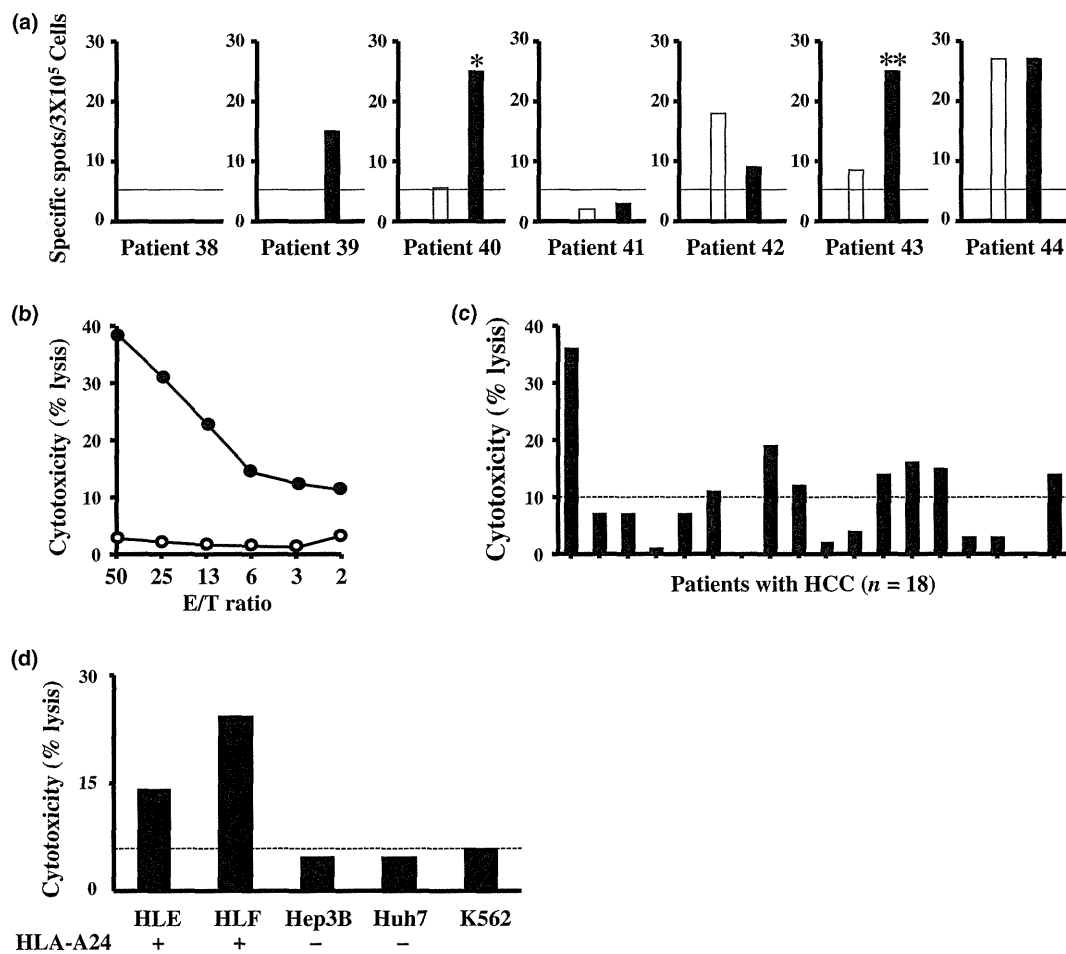 (a)
Specific spots/3X10⁵ Cells
30 30 30 30 30 30 30
20 20 20 20 20 20 20
10 10 10 10 10 10 10
0 0 0 0 0 0 0
* **
Patient 38 Patient 39 Patient 40 Patient 41 Patient 42 Patient 43 Patient 44
(b)
Cytotoxicity (% lysis)
40
30
20
10
0
50 25 13 6 3 2
E/T ratio
(c)
Cytotoxicity (% lysis)
40
30
20
10
0
Patients with HCC (n = 18)
(d)
Cytotoxicity (% lysis)
30
15
0
HLE HLF Hep3B Huh7 K562
HLA-A24 + + − −